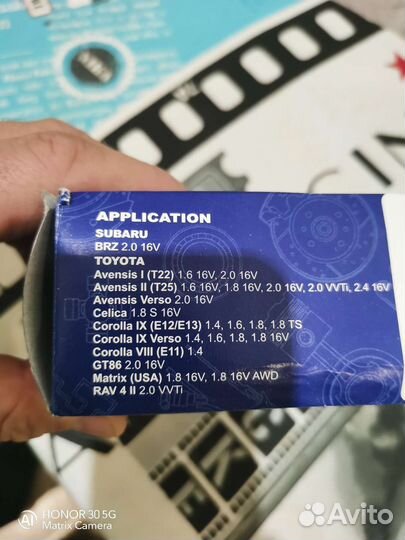 APPLICATION
SUBARU
BRZ 2.0 16V
TOYOTA
Avensis I (T22) 1.6 16V, 2.0 16V
Avensis II (T25) 1.6 16V, 1.8 16V, 2.0 16V, 2.0 VVTi, 2.4 16V
Avensis Verso 2.0 16V
Celica 1.8 S 16V
Corolla IX (E12/E13) 1.4, 1.6, 1.8, 1.8 TS
Corolla IX Verso 1.4, 1.6, 1.8, 1.8 16V
Corolla VIII (E11) 1.4
GT86 2.0 16V
Matrix (USA) 1.8 16V, 1.8 16V AWD
RAV 4 II 2.0 VVTi
AI HONOR 30 5G
Matrix Camera
Avito